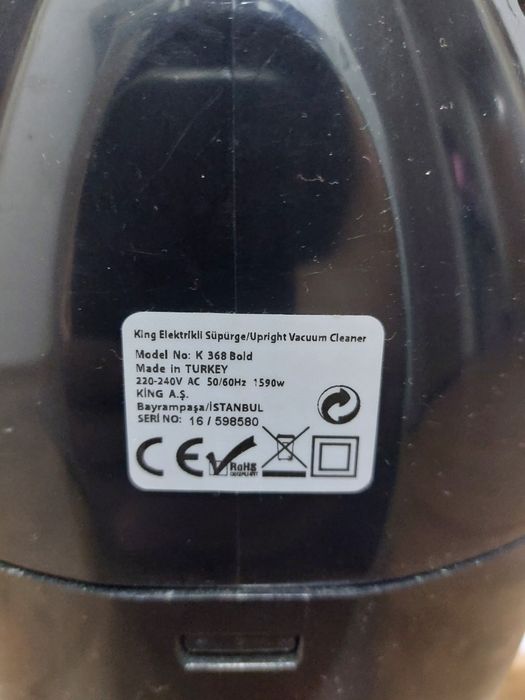 King Elektrikli Süpürge/Upright Vacuum Cleaner
Model No: K 368 Bold
Made in TURKEY
220-240V AC 50/60Hz 1590w
KİNG A.Ş.
Bayrampaşa/İSTANBUL
SERİ NO: 16 / 598580
CE RoHS